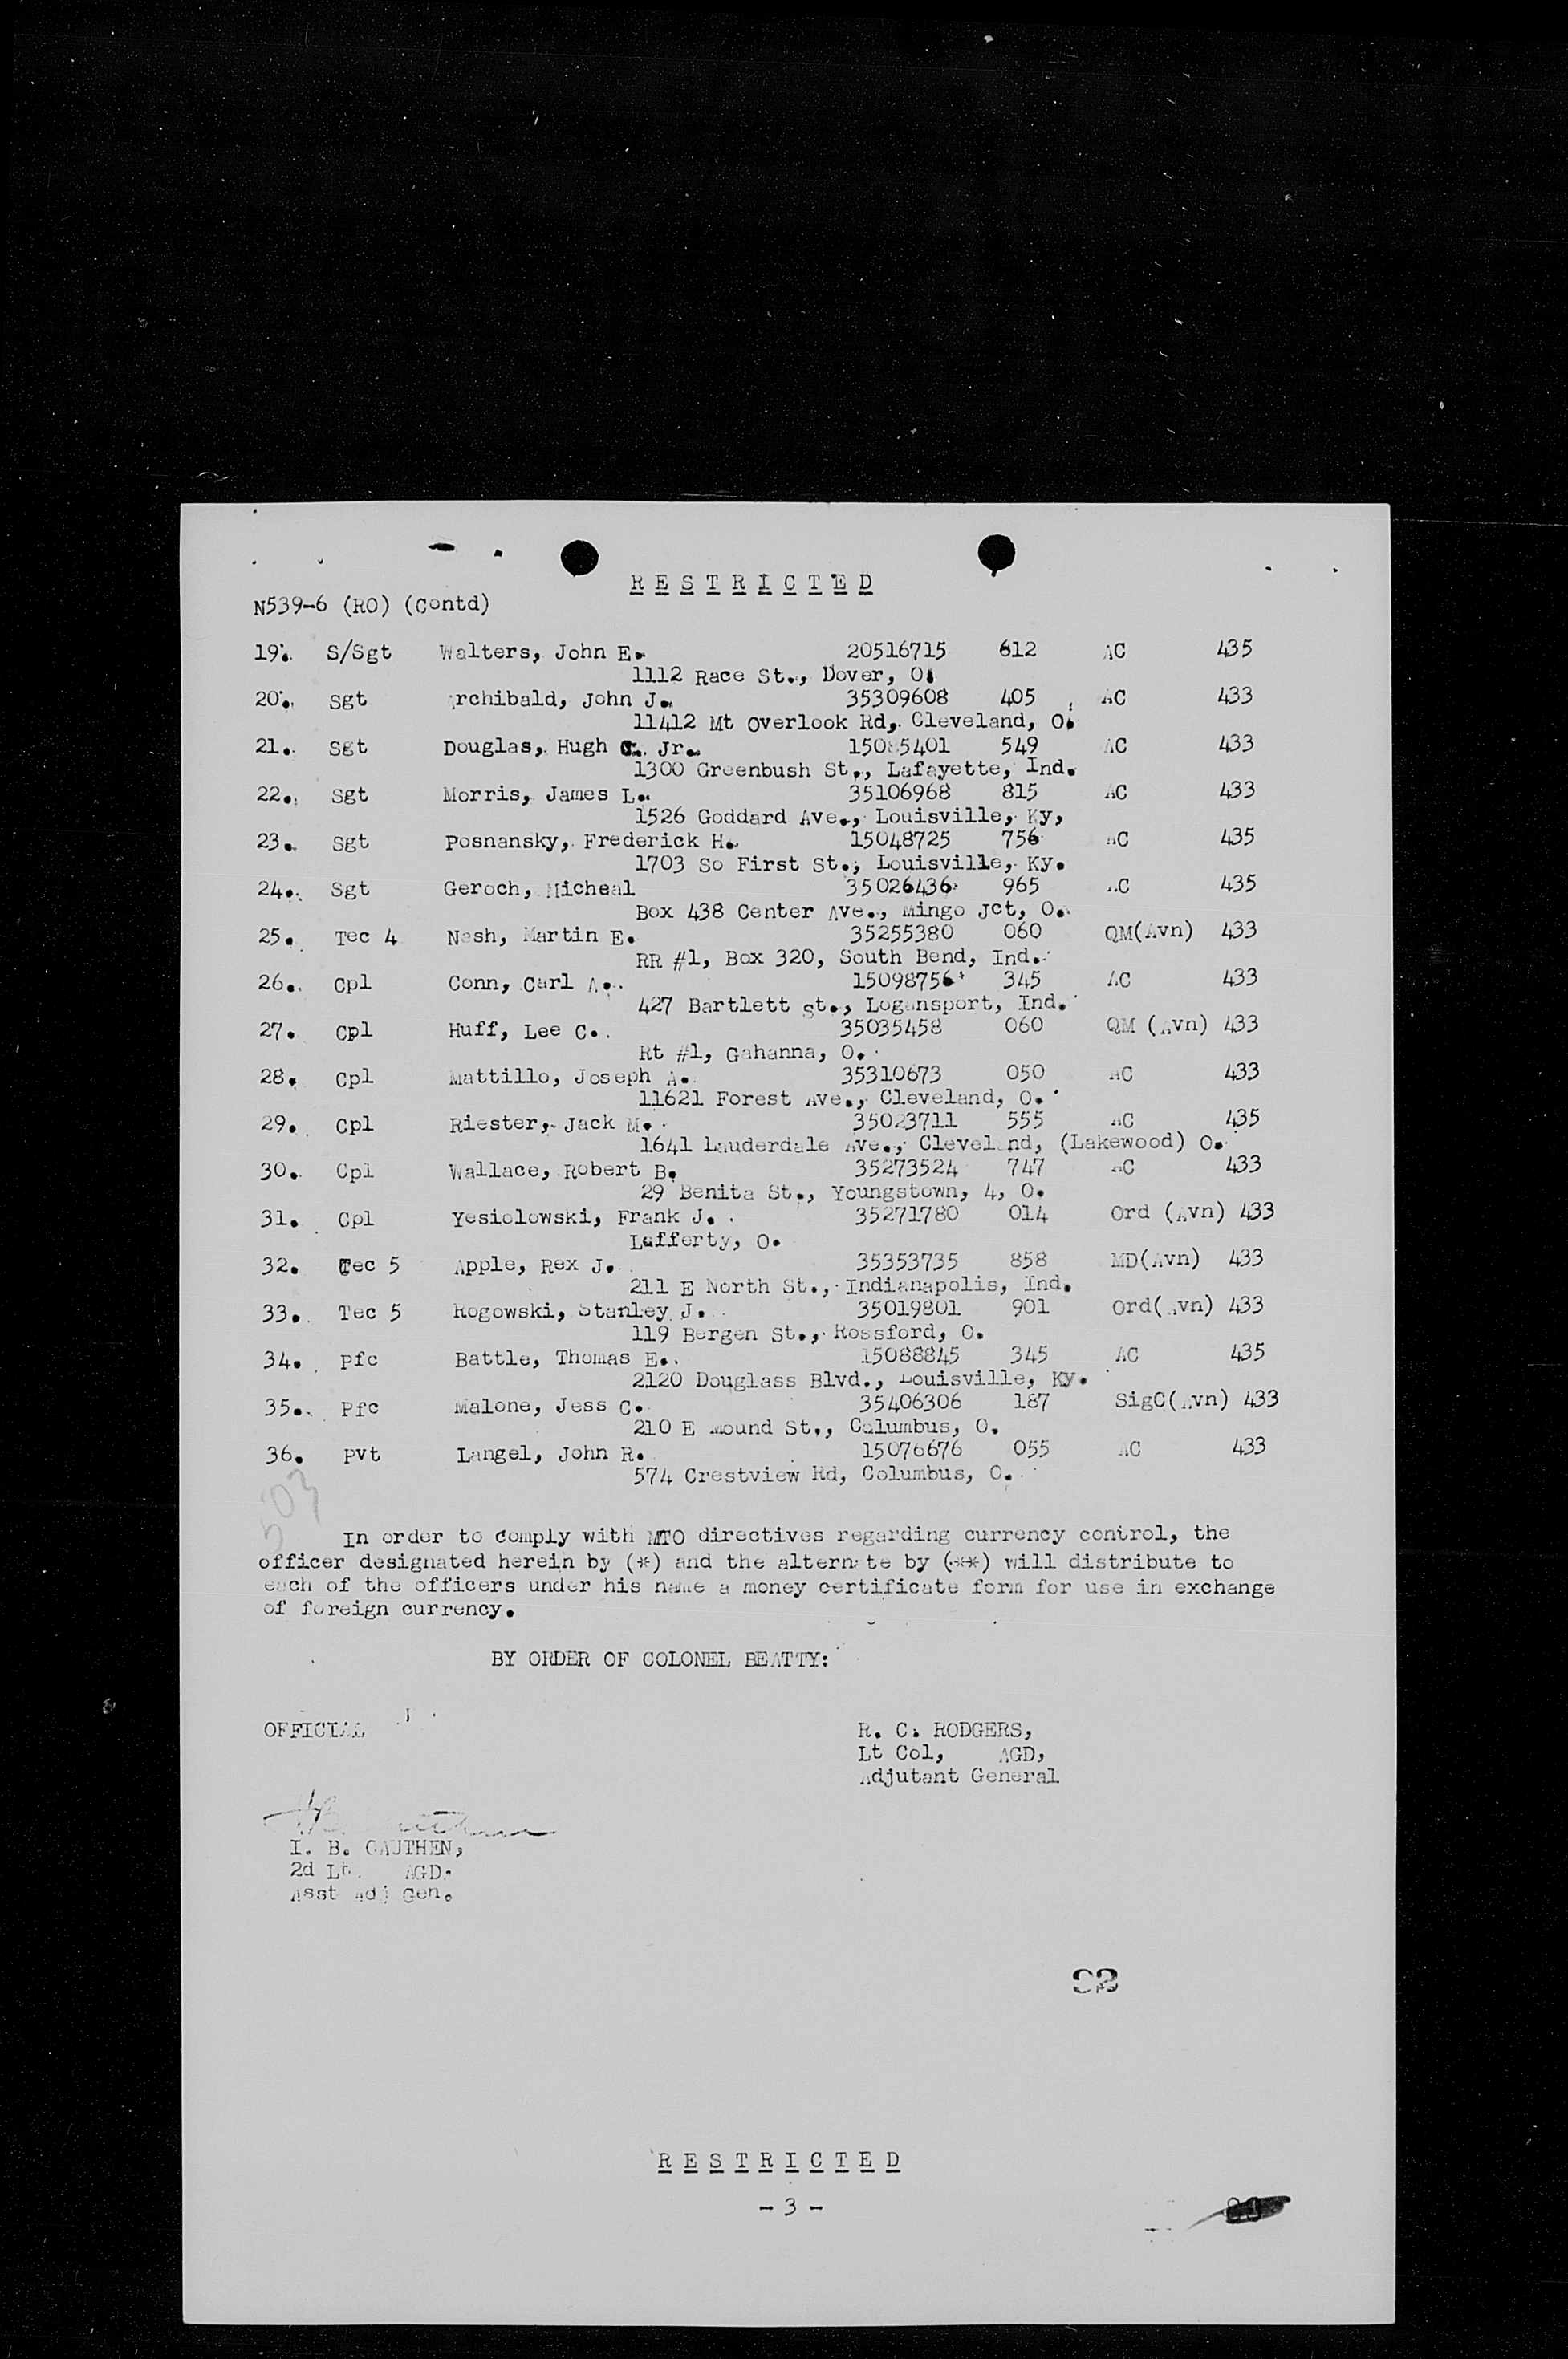 RESTRICTED
N539-6 (RO) (Contd)
19. S/Sgt Walters, John E. 20516715 612 AC 435
1112 Race St., Dover, O.
20. Sgt Archibald, John J. 35309608 405 AC 433
11412 Mt Overlook Rd, Cleveland, O.
21. Sgt Douglas, Hugh Jr. 549 AC 433
1300 Greenbush St., Lafayette, Ind.
22. Sgt Morris, James L. 35106968 815 AC 433
1526 Goddard Ave., Louisville, Ky,
23. Sgt Posnansky, Frederick H. 15048725 756 AC 435
1703 So First St., Louisville, Ky.
24. Sgt Geroch, Micheal 35026436 965 AC 435
Box 438 Center Ave., Mingo Jct, O.
25. Tec 4 Nash, Martin E. 35255380 060 QM(Avn) 433
RR #1, Box 320, South Bend, Ind.
26. Cpl Conn, Carl A. 15098756 345 AC 433
427 Bartlett St., Logansport, Ind.
27. Cpl Huff, Lee C. 35035458 060 QM (Avn) 433
Rt #1, Gahanna, O.
28. Cpl Mattillo, Joseph A. 35310673 050 AC 433
11621 Forest Ave., Cleveland, O.
29. Cpl Riester, Jack M. 35023711 555 AC 435
1641 Lauderdale Ave., Cleveland, (Lakewood) O.
30. Cpl Wallace, Robert B. 35273524 747 AC 433
29 Benita St., Youngstown, 4, O.
31. Cpl Yesiolowski, Frank J. 35271780 014 Ord (Avn) 433
Lafferty, O.
32. Tec 5 Apple, Rex J. 35353735 858 MD(Avn) 433
211 E North St., Indianapolis, Ind.
33. Tec 5 Rogowski, Stanley J. 35019801 901 Ord(Avn) 433
119 Bergen St., Rossford, O.
34. Pfc Battle, Thomas E. 15088845 345 AC 435
2120 Douglass Blvd., Louisville, Ky.
35. Pfc Malone, Jess C. 35406306 187 SigC(Avn) 433
210 E Mound St., Calumbus, O.
36. Pvt Langel, John R. 15076676 055 AC 433
574 Crestview Rd, Columbus, O.
503
In order to comply with MTO directives regarding currency control, the
officer designated herein by (*) and the alternate by (**) will distribute to
each of the officers under his name a money certificate form for use in exchange
of foreign currency.
BY ORDER OF COLONEL BEATTY:
OFFICIAL
R. C. RODGERS,
Lt Col, AGD,
Adjutant General
I. B. GAUTHEN,
2d Lt. AGD.
Asst Adj Gen.
RESTRICTED
- 3 -